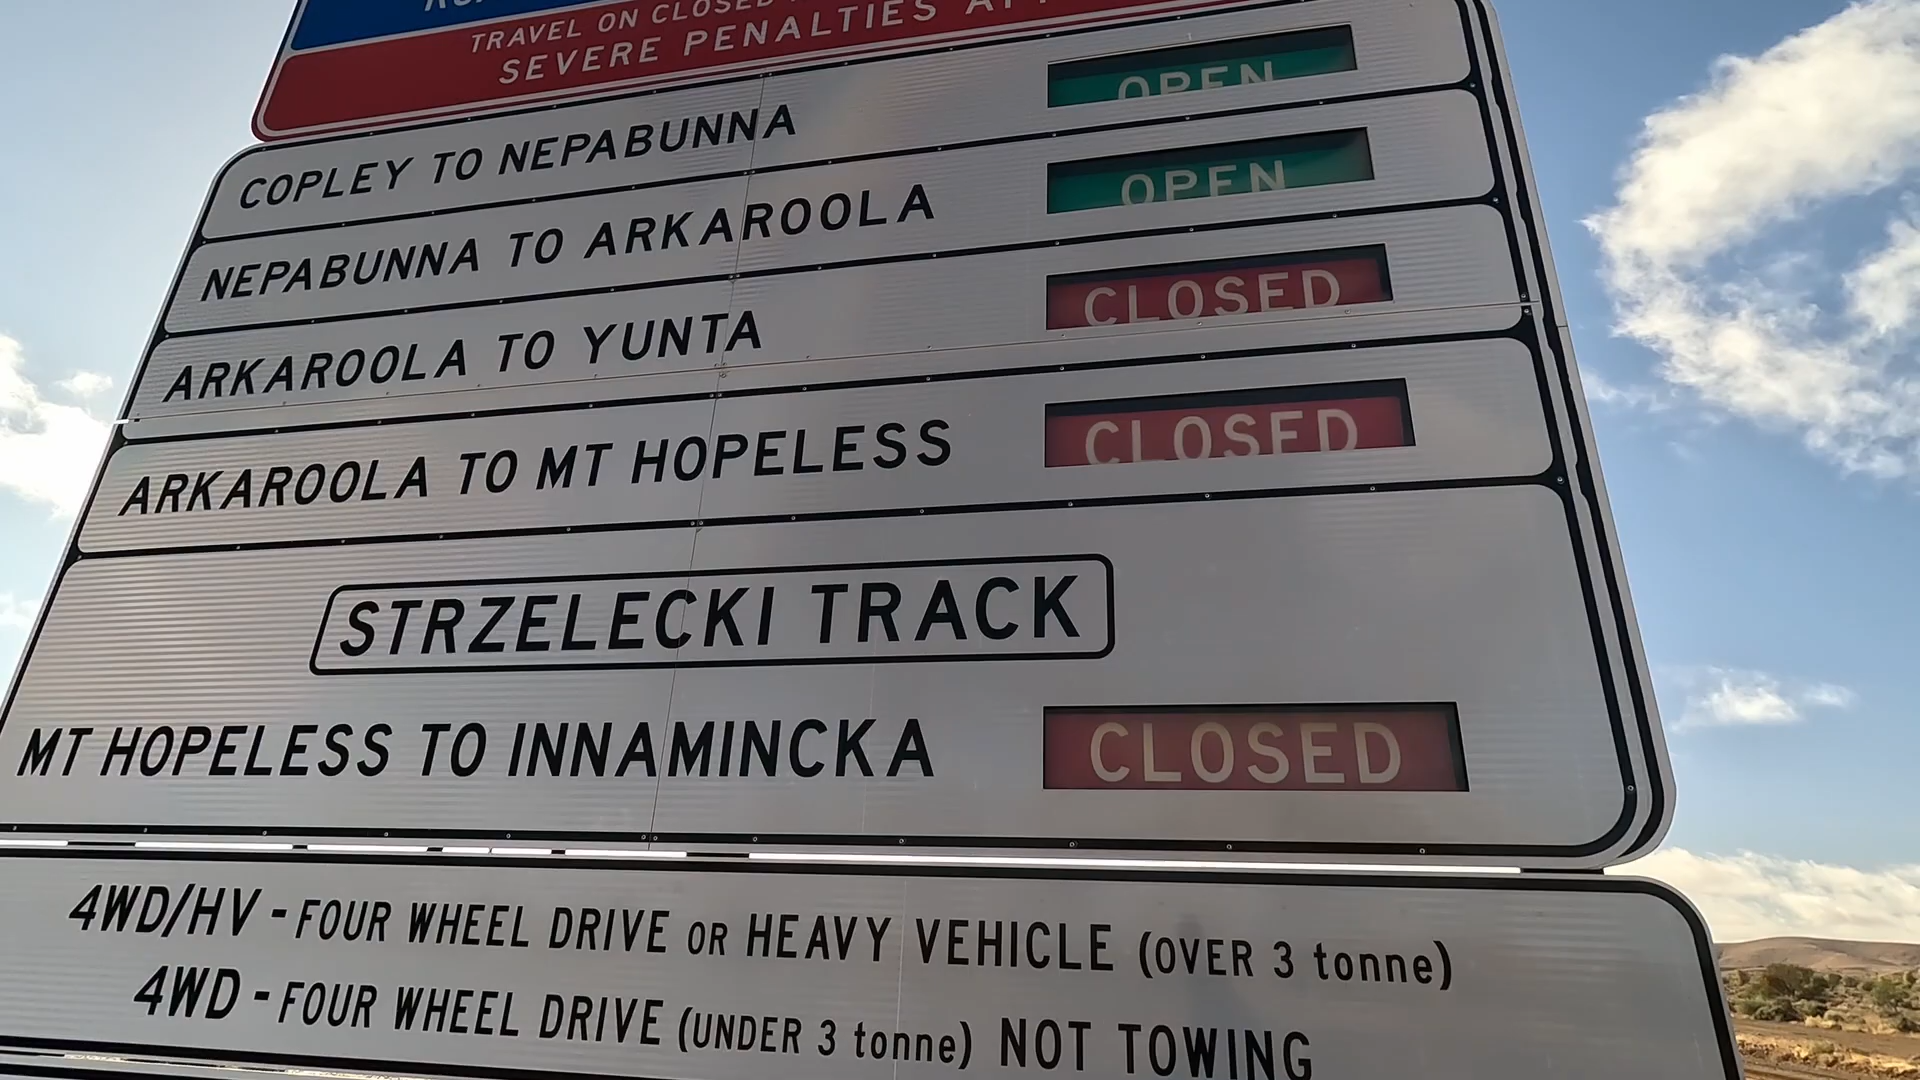 TRAVEL ON CLOSED
SEVERE PENALTIES
COPLEY TO NEPABUNNA OPEN
NEPABUNNA TO ARKAROOLA OPEN
ARKAROOLA TO YUNTA CLOSED
ARKAROOLA TO MT HOPELESS CLOSED
STRZELECKI TRACK
MT HOPELESS TO INNAMINCKA CLOSED
4WD/HV - FOUR WHEEL DRIVE OR HEAVY VEHICLE (OVER 3 tonne)
4WD - FOUR WHEEL DRIVE (UNDER 3 tonne) NOT TOWING